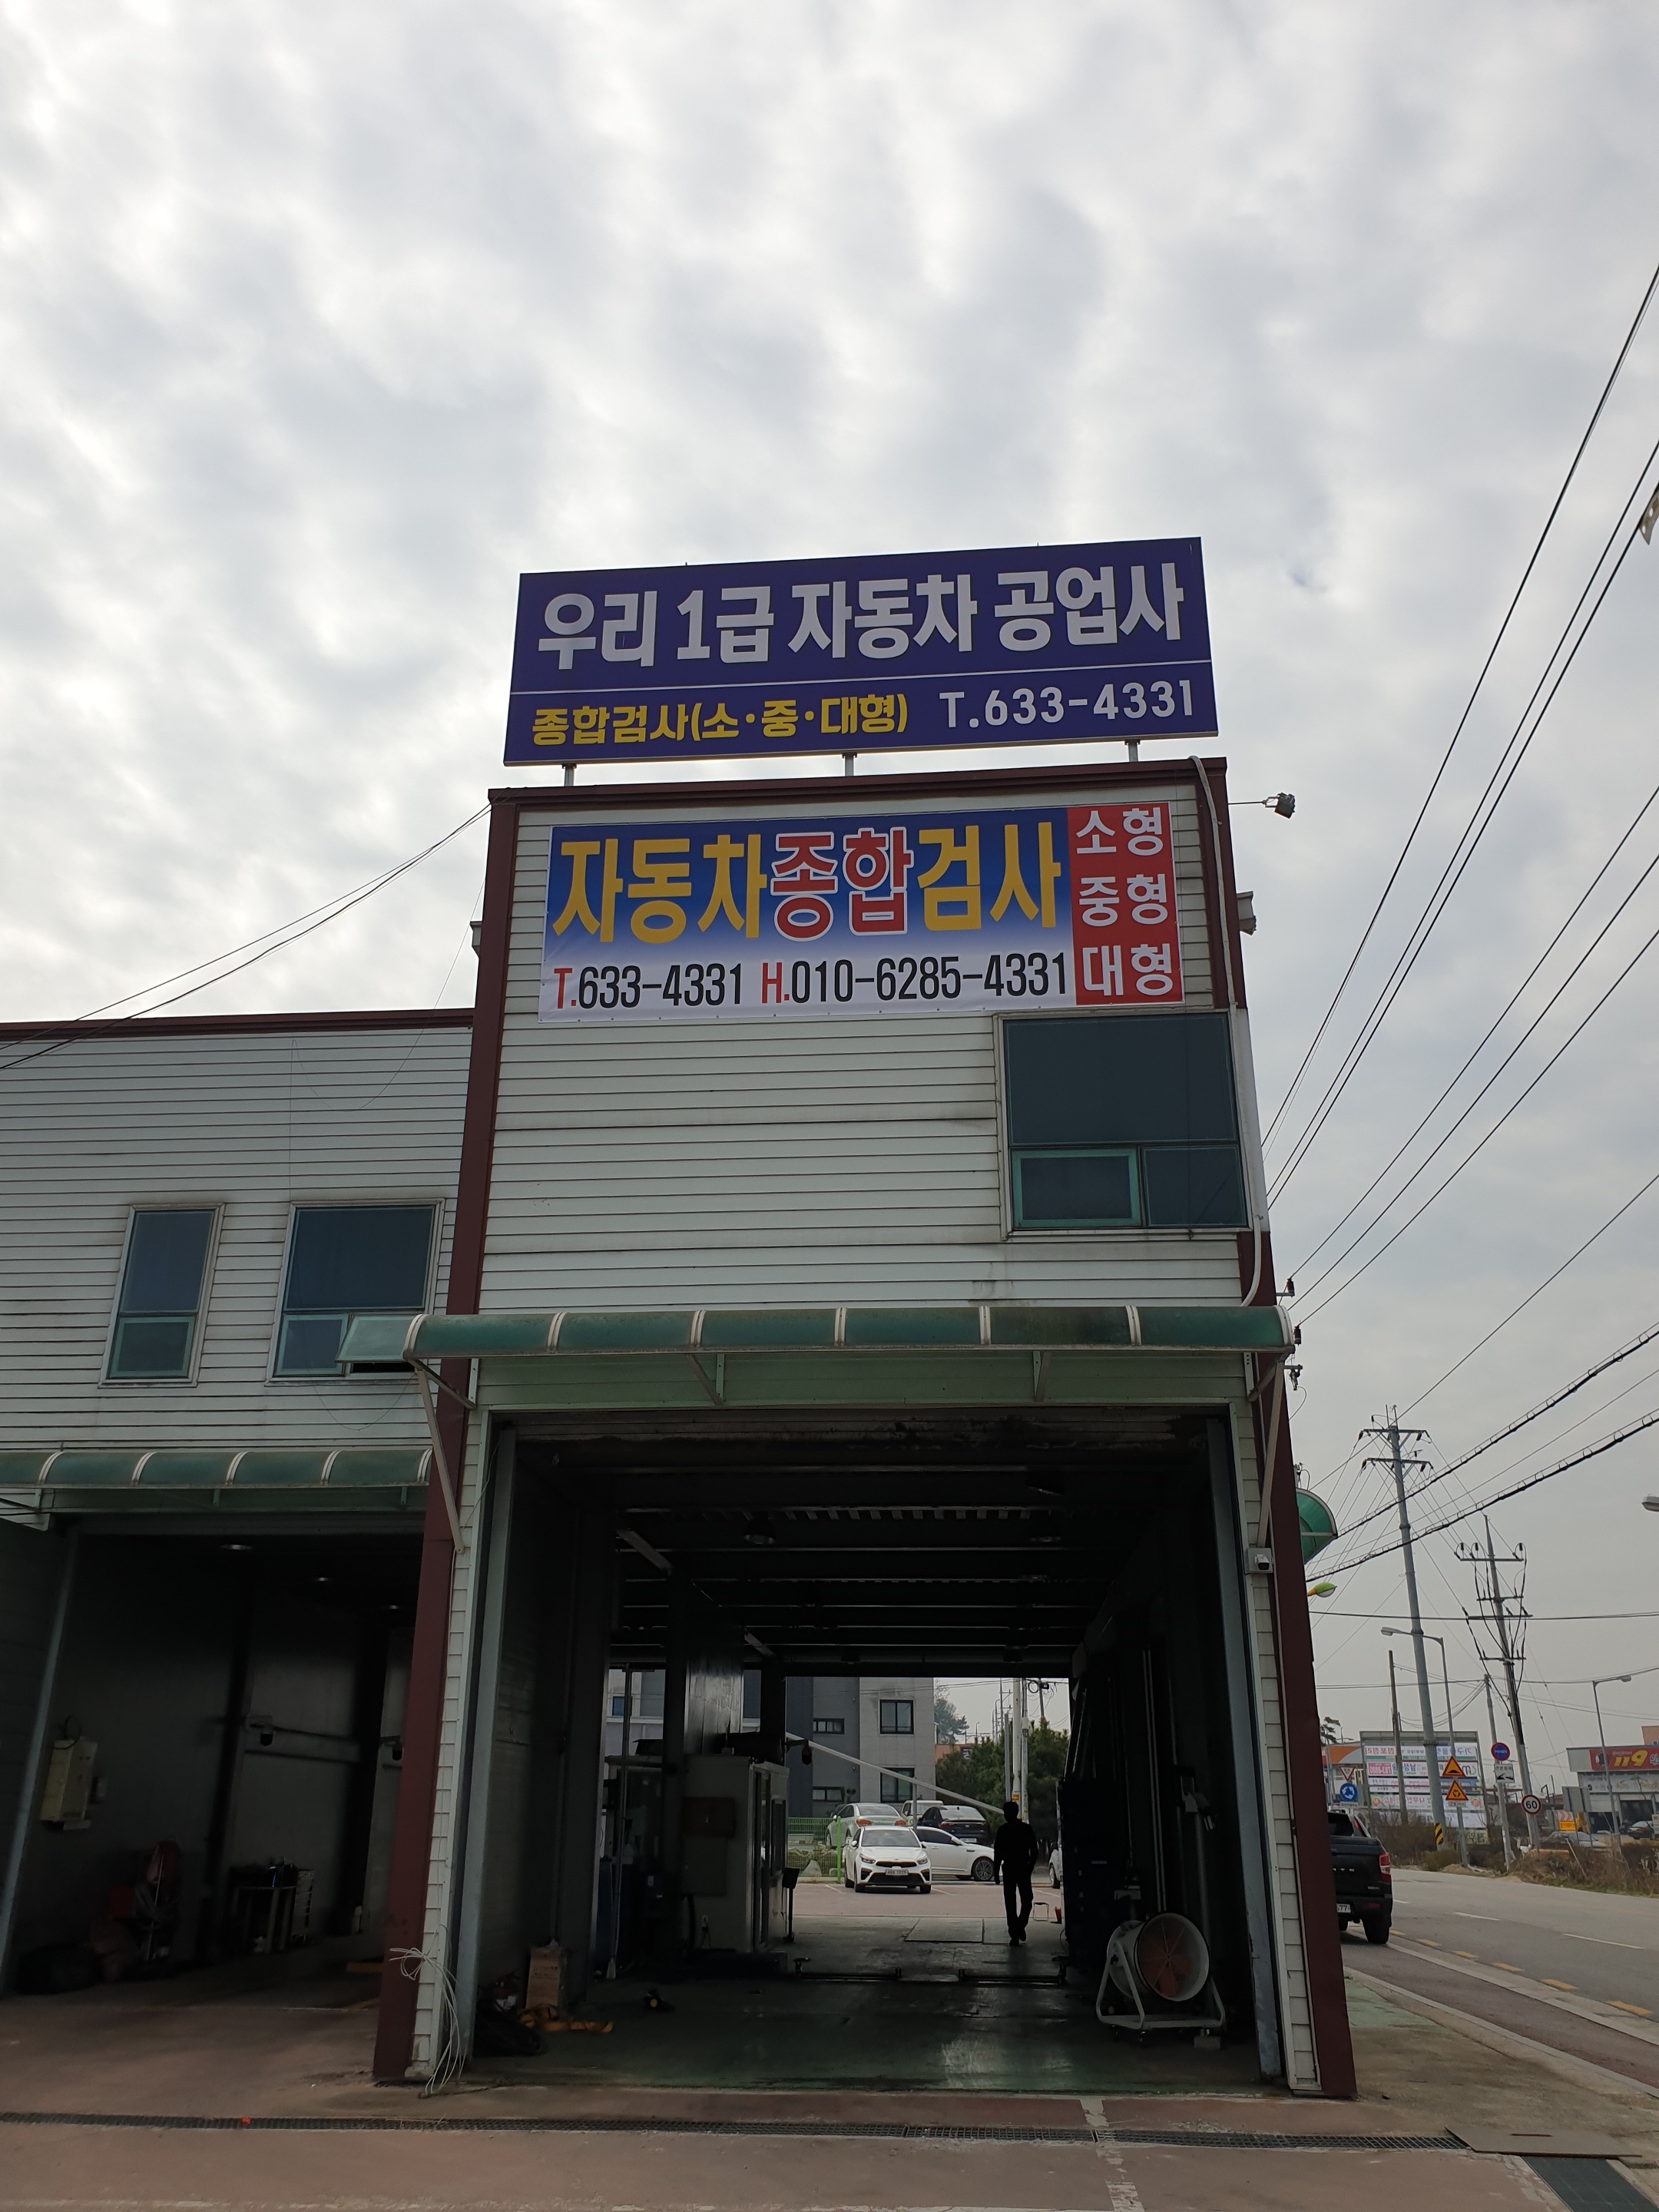 우리 1급 자동차 공업사
종합검사(소·중·대형) T.633-4331
자동차종합검사
소형
중형
대형
T.633-4331 H.010-6285-4331
119
60